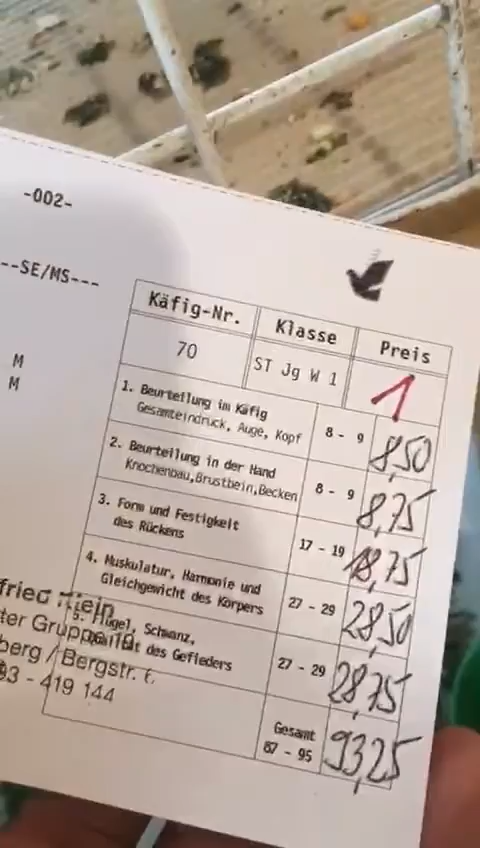 -002-
--SE/MS---
Käfig-Nr. Klasse Preis
70 ST Jg W 1 1
M
M
1. Beurteilung im Käfig
Gesamteindruck, Auge, Kopf 8 - 9 8,50
2. Beurteilung in der Hand
Knochenbau,Brustbein,Becken 8 - 9 8,75
3. Form und Festigkeit
des Rückens 17 - 19 18,75
4. Muskulatur, Harmonie und
Gleichgewicht des Körpers 27 - 29 28,50
5. Flügel, Schwanz,
Qualität des Gefieders 27 - 29 28,75
fried Klein
ter Gruppe
berg / Bergstr.
93 - 419 144
Gesamt
87 - 95 93,25